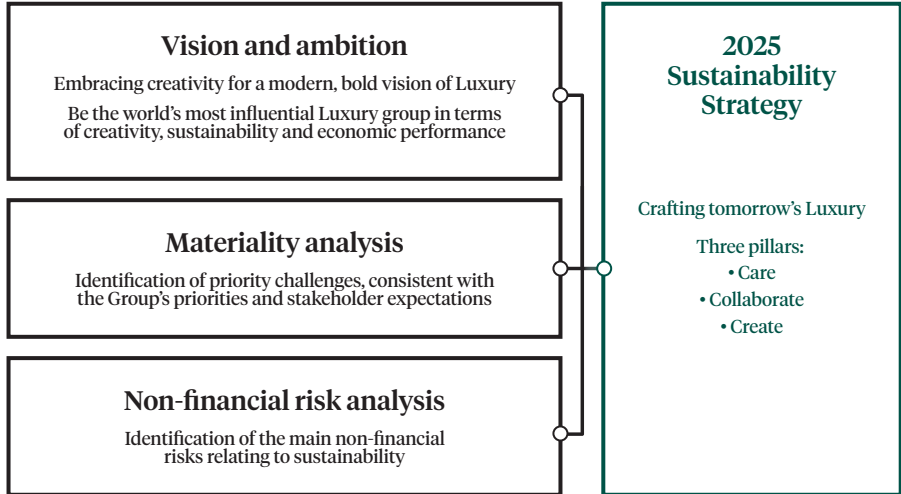 Vision and ambition
Embracing creativity for a modern, bold vision of Luxury
Be the world’s most influential Luxury group in terms
of creativity, sustainability and economic performance
Materiality analysis
Identification of priority challenges, consistent with
the Group’s priorities and stakeholder expectations
Non-financial risk analysis
Identification of the main non-financial
risks relating to sustainability
2025
Sustainability
Strategy
Crafting tomorrow’s Luxury
Three pillars:
• Care
• Collaborate
• Create